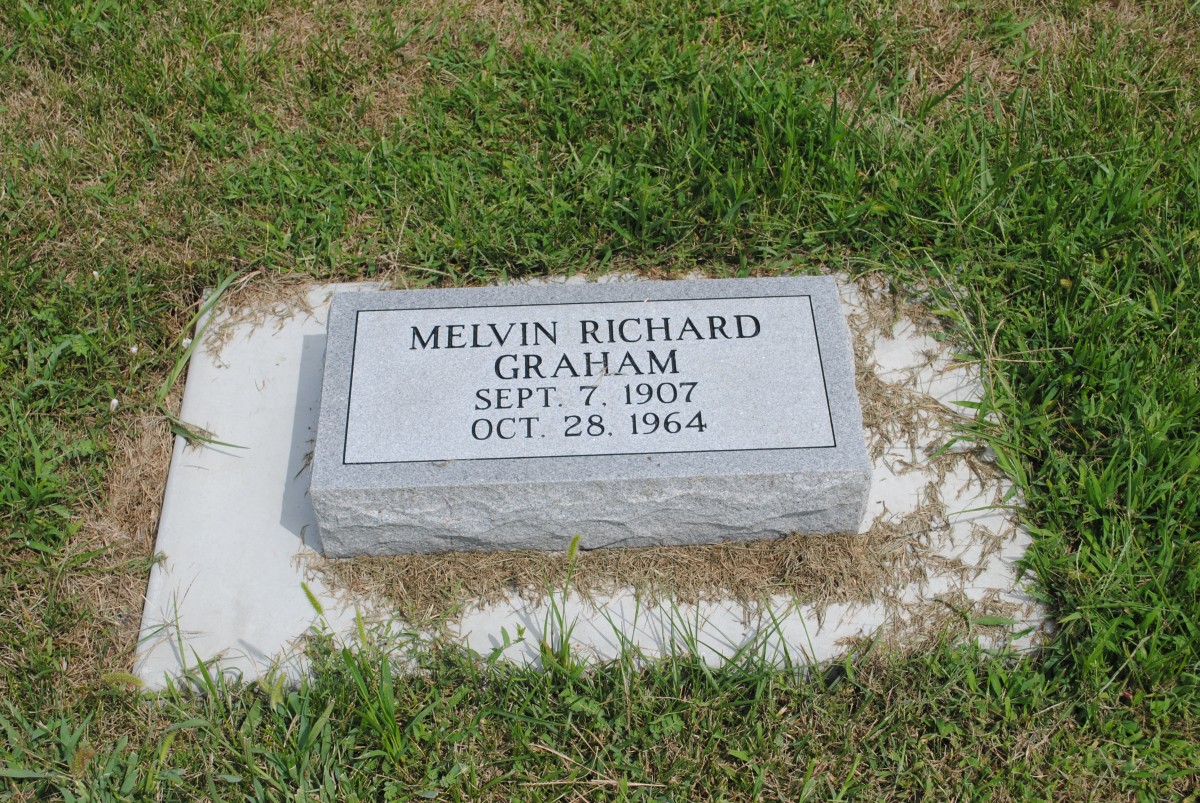 MELVIN RICHARD
GRAHAM
SEPT. 7, 1907
OCT. 28, 1964